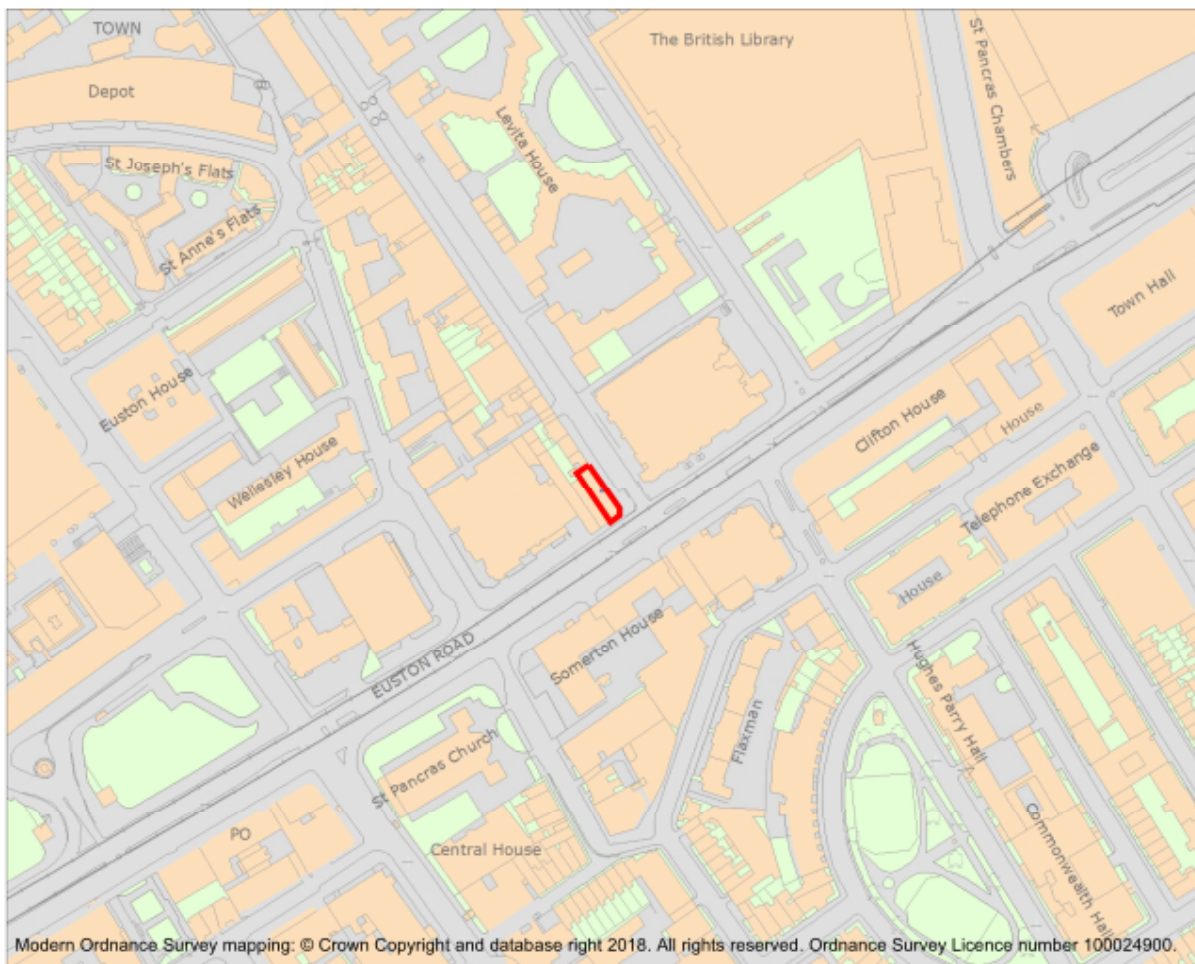 TOWN
The British Library
St Pancras Chambers
Depot
Levita House
St Joseph's Flats
St Anne's Flats
Town Hall
Euston House
Clifton House
House
Wellesley House
Telephone Exchange
House
Somerton House
EUSTON ROAD
Hughes Parry Hall
Flaxman
St Pancras Church
PO
Central House
Commonwealth Hall
Modern Ordnance Survey mapping: © Crown Copyright and database right 2018. All rights reserved. Ordnance Survey Licence number 100024900.